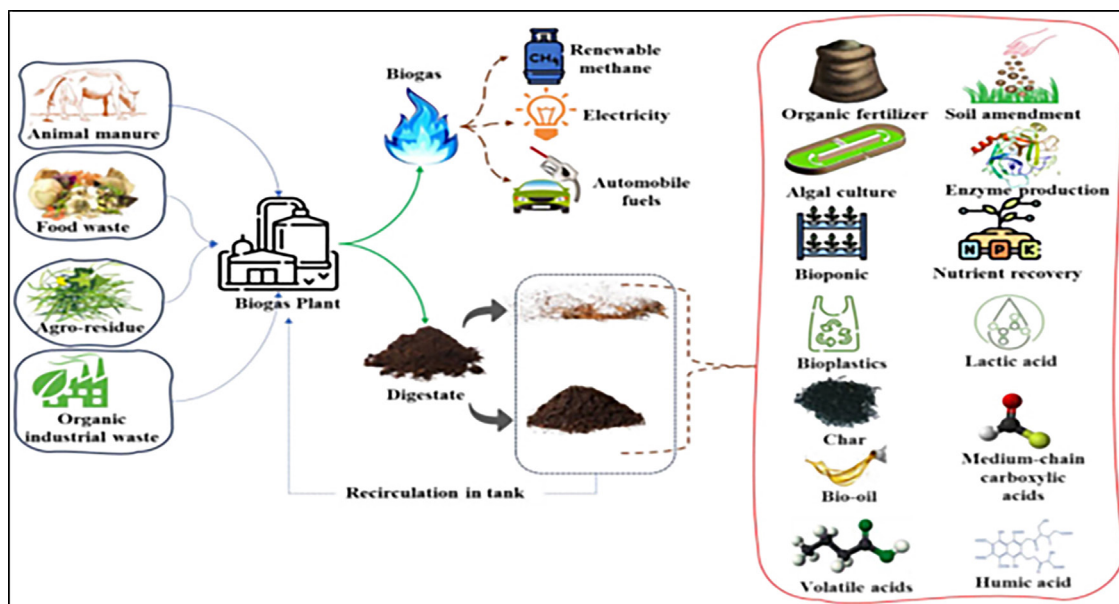 Animal manure
Food waste
Agro-residue
Organic
industrial waste
Biogas Plant
Biogas
CH4
Renewable
methane
Electricity
Automobile
fuels
Digestate
Recirculation in tank
Organic fertilizer
Soil amendment
Algal culture
Enzyme production
Bioponic
N P K
Nutrient recovery
Bioplastics
Lactic acid
Char
Medium-chain
carboxylic
acids
Bio-oil
Volatile acids
Humic acid